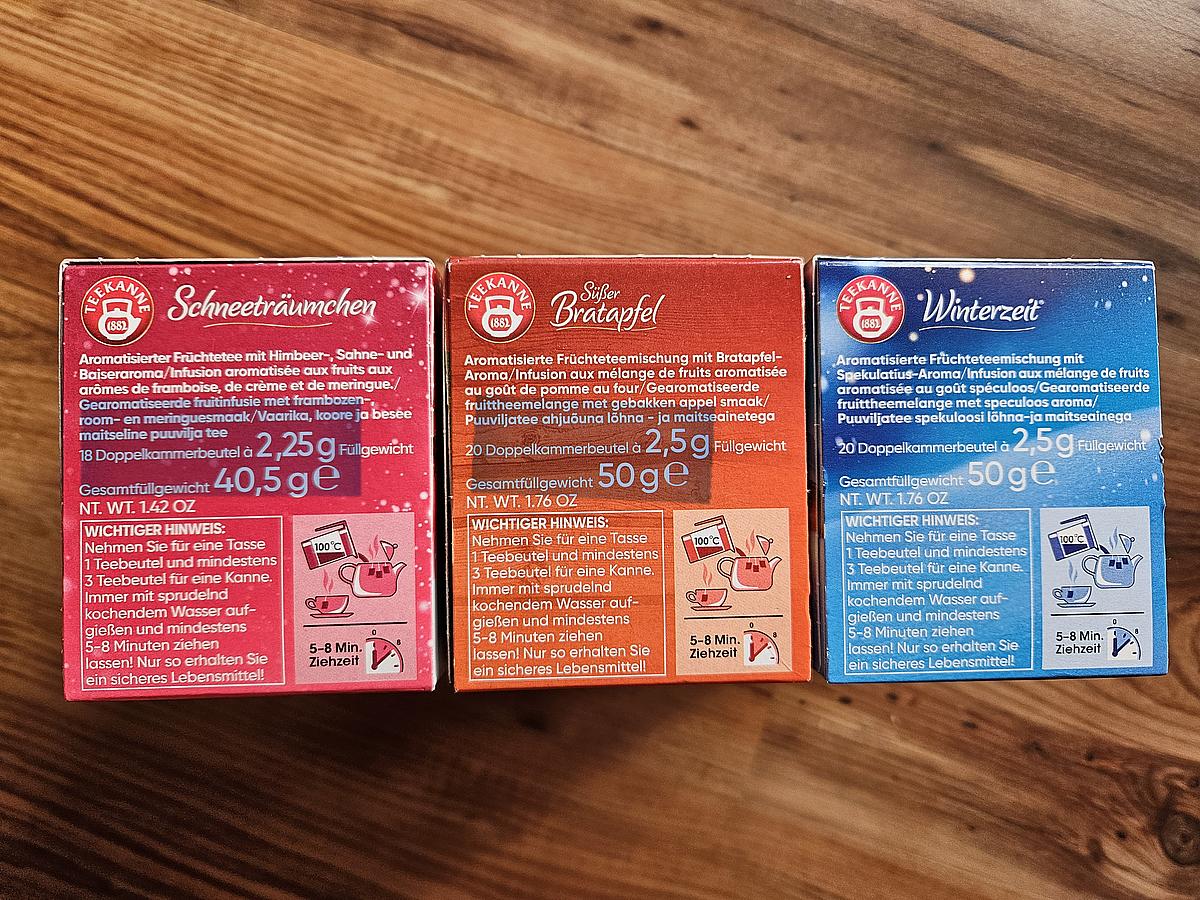 TEEKANNE
1882
Schneeträumchen
Aromatisierter Früchtetee mit Himbeer-, Sahne- und
Baiseraroma/Infusion aromatisée aux fruits aux
arômes de framboise, de crème et de meringue./
Gearomatiseerde fruitinfusie met frambozen-,
room- en meringuesmaak/Vaarika, koore ja besée
maitseline puuvilja tee
18 Doppelkammerbeutel à 2,25g Füllgewicht
Gesamtfüllgewicht 40,5 g e
NT. WT. 1.42 OZ
WICHTIGER HINWEIS:
Nehmen Sie für eine Tasse
1 Teebeutel und mindestens
3 Teebeutel für eine Kanne.
Immer mit sprudelnd
kochendem Wasser auf-
gießen und mindestens
5-8 Minuten ziehen
lassen! Nur so erhalten Sie
ein sicheres Lebensmittel!
100°C
5-8 Min.
Ziehzeit
0
8
TEEKANNE
1882
Süßer
Bratapfel
Aromatisierte Früchteteemischung mit Bratapfel-
Aroma/Infusion aux mélange de fruits aromatisée
au goût de pomme au four/Gearomatiseerde
fruittheemelange met gebakken appel smaak/
Puuviljatee ahjuõuna lõhna - ja maitseainetega
20 Doppelkammerbeutel à 2,5g Füllgewicht
Gesamtfüllgewicht 50 g e
NT. WT. 1.76 OZ
WICHTIGER HINWEIS:
Nehmen Sie für eine Tasse
1 Teebeutel und mindestens
3 Teebeutel für eine Kanne.
Immer mit sprudelnd
kochendem Wasser auf-
gießen und mindestens
5-8 Minuten ziehen
lassen! Nur so erhalten Sie
ein sicheres Lebensmittel!
100°C
5-8 Min.
Ziehzeit
0
8
TEEKANNE
1882
Winterzeit
Aromatisierte Früchteteemischung mit
Spekulatius-Aroma/Infusion aux mélange de fruits
aromatisée au goût spéculoos/Gearomatiseerde
fruittheemelange met speculoos aroma/
Puuviljatee spekuloosi lõhna-ja maitseainega
20 Doppelkammerbeutel à 2,5g Füllgewicht
Gesamtfüllgewicht 50 g e
NT. WT. 1.76 OZ
WICHTIGER HINWEIS:
Nehmen Sie für eine Tasse
1 Teebeutel und mindestens
3 Teebeutel für eine Kanne.
Immer mit sprudelnd
kochendem Wasser auf-
gießen und mindestens
5-8 Minuten ziehen
lassen! Nur so erhalten Sie
ein sicheres Lebensmittel!
100°C
5-8 Min.
Ziehzeit
0
8